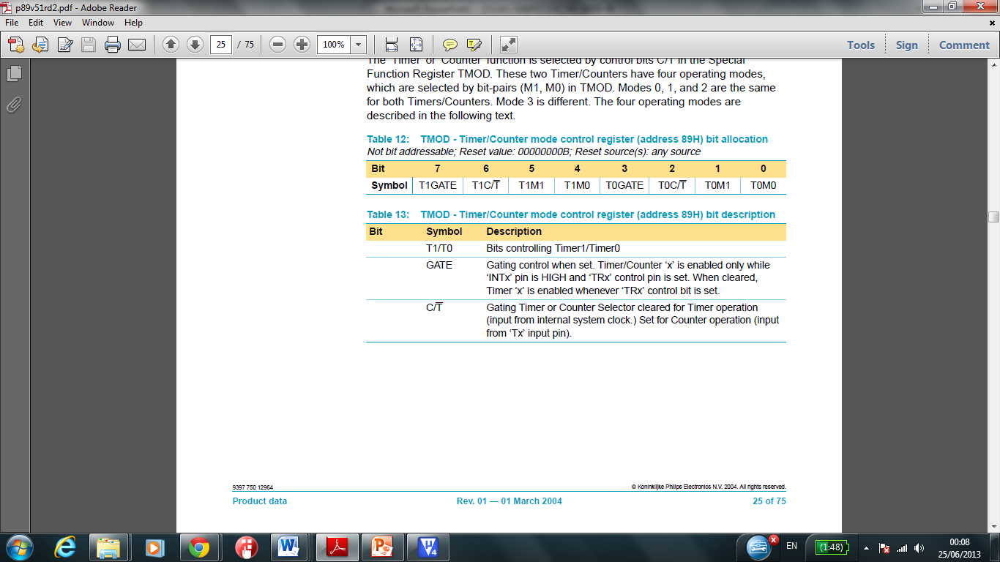 p89v51rd2.pdf - Adobe Reader
File Edit View Window Help
25 / 75 100% Tools Sign Comment
The 'Timer' or 'Counter' function is selected by control bits C/T̅ in the Special
Function Register TMOD. These two Timer/Counters have four operating modes,
which are selected by bit-pairs (M1, M0) in TMOD. Modes 0, 1, and 2 are the same
for both Timers/Counters. Mode 3 is different. The four operating modes are
described in the following text.
Table 12: TMOD - Timer/Counter mode control register (address 89H) bit allocation
Not bit addressable; Reset value: 00000000B; Reset source(s): any source
Bit 7 6 5 4 3 2 1 0
Symbol T1GATE T1C/T̅ T1M1 T1M0 T0GATE T0C/T̅ T0M1 T0M0
Table 13: TMOD - Timer/Counter mode control register (address 89H) bit description
Bit Symbol Description
T1/T0 Bits controlling Timer1/Timer0
GATE Gating control when set. Timer/Counter ‘x’ is enabled only while
‘INTx’ pin is HIGH and ‘TRx’ control pin is set. When cleared,
Timer ‘x’ is enabled whenever ‘TRx’ control bit is set.
C/T̅ Gating Timer or Counter Selector cleared for Timer operation
(input from internal system clock.) Set for Counter operation (input
from ‘Tx’ input pin).
9397 750 12964 © Koninklijke Philips Electronics N.V. 2004. All rights reserved.
Product data Rev. 01 — 01 March 2004 25 of 75
EN (1:48) 00:08
25/06/2013